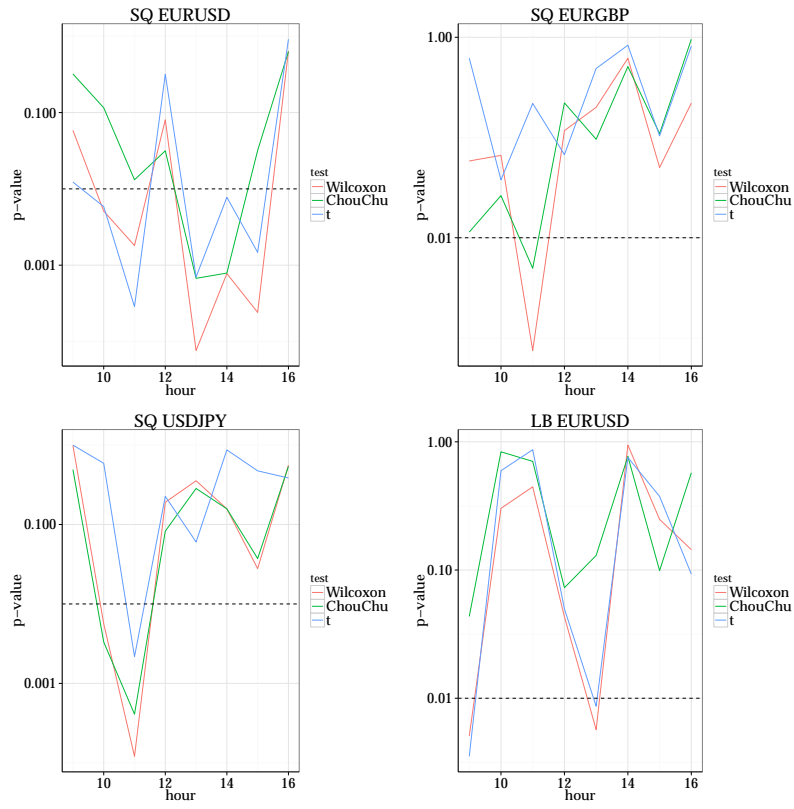 SQ EURUSD
0.100
0.001
p−value
10
12
14
16
hour
test
Wilcoxon
ChouChu
t
SQ EURGBP
1.00
0.01
p−value
10
12
14
16
hour
test
Wilcoxon
ChouChu
t
SQ USDJPY
0.100
0.001
p−value
10
12
14
16
hour
test
Wilcoxon
ChouChu
t
LB EURUSD
1.00
0.10
0.01
p−value
10
12
14
16
hour
test
Wilcoxon
ChouChu
t